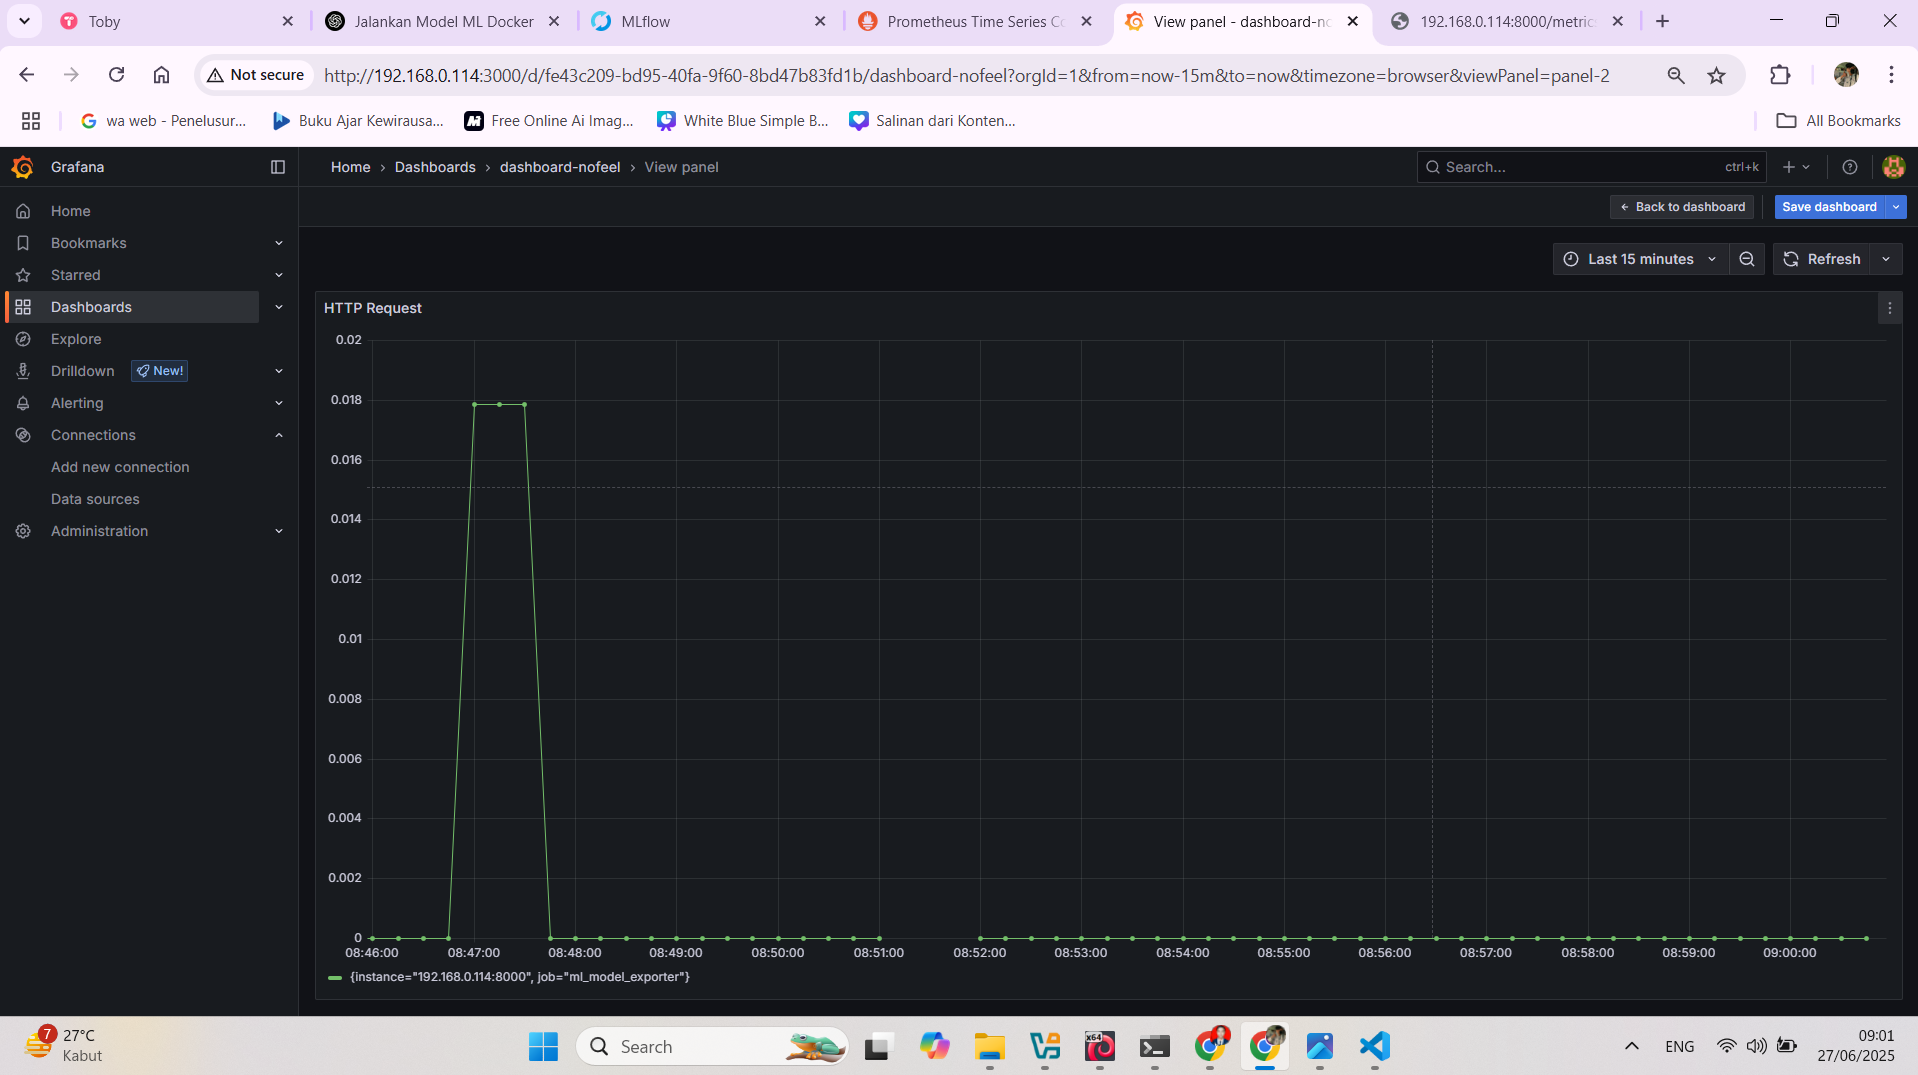 Toby
Jalankan Model ML Docker
MLflow
Prometheus Time Series Co
View panel - dashboard-no
192.168.0.114:8000/metric
Not secure
http://192.168.0.114:3000/d/fe43c209-bd95-40fa-9f60-8bd47b83fd1b/dashboard-nofeel?orgId=1&from=now-15m&to=now&timezone=browser&viewPanel=panel-2
wa web - Penelusur...
Buku Ajar Kewirausa...
Free Online Ai Imag...
White Blue Simple B...
Salinan dari Konten...
All Bookmarks
Grafana
Home › Dashboards › dashboard-nofeel › View panel
Search...
ctrl+k
Back to dashboard
Save dashboard
Last 15 minutes
Refresh
Home
Bookmarks
Starred
Dashboards
Explore
Drilldown
New!
Alerting
Connections
Add new connection
Data sources
Administration
HTTP Request
0.02
0.018
0.016
0.014
0.012
0.01
0.008
0.006
0.004
0.002
0
08:46:00
08:47:00
08:48:00
08:49:00
08:50:00
08:51:00
08:52:00
08:53:00
08:54:00
08:55:00
08:56:00
08:57:00
08:58:00
08:59:00
09:00:00
{instance="192.168.0.114:8000", job="ml_model_exporter"}
7
27°C
Kabut
Search
x64
ENG
09:01
27/06/2025